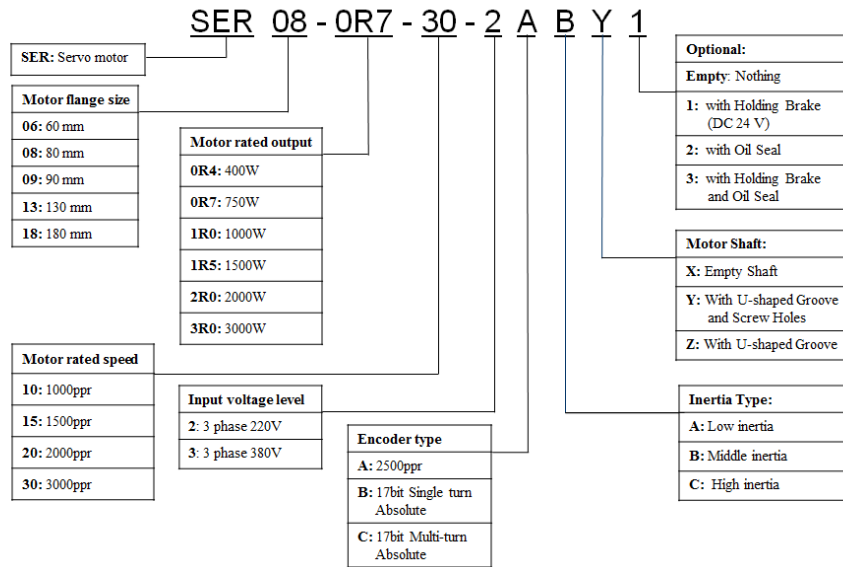 SER 08 - 0R7 - 30 - 2 A B Y 1
SER: Servo motor
Motor flange size
06: 60 mm
08: 80 mm
09: 90 mm
13: 130 mm
18: 180 mm
Motor rated output
0R4: 400W
0R7: 750W
1R0: 1000W
1R5: 1500W
2R0: 2000W
3R0: 3000W
Motor rated speed
10: 1000ppr
15: 1500ppr
20: 2000ppr
30: 3000ppr
Input voltage level
2: 3 phase 220V
3: 3 phase 380V
Encoder type
A: 2500ppr
B: 17bit Single turn
Absolute
C: 17bit Multi-turn
Absolute
Optional:
Empty: Nothing
1: with Holding Brake
(DC 24 V)
2: with Oil Seal
3: with Holding Brake
and Oil Seal
Motor Shaft:
X: Empty Shaft
Y: With U-shaped Groove
and Screw Holes
Z: With U-shaped Groove
Inertia Type:
A: Low inertia
B: Middle inertia
C: High inertia